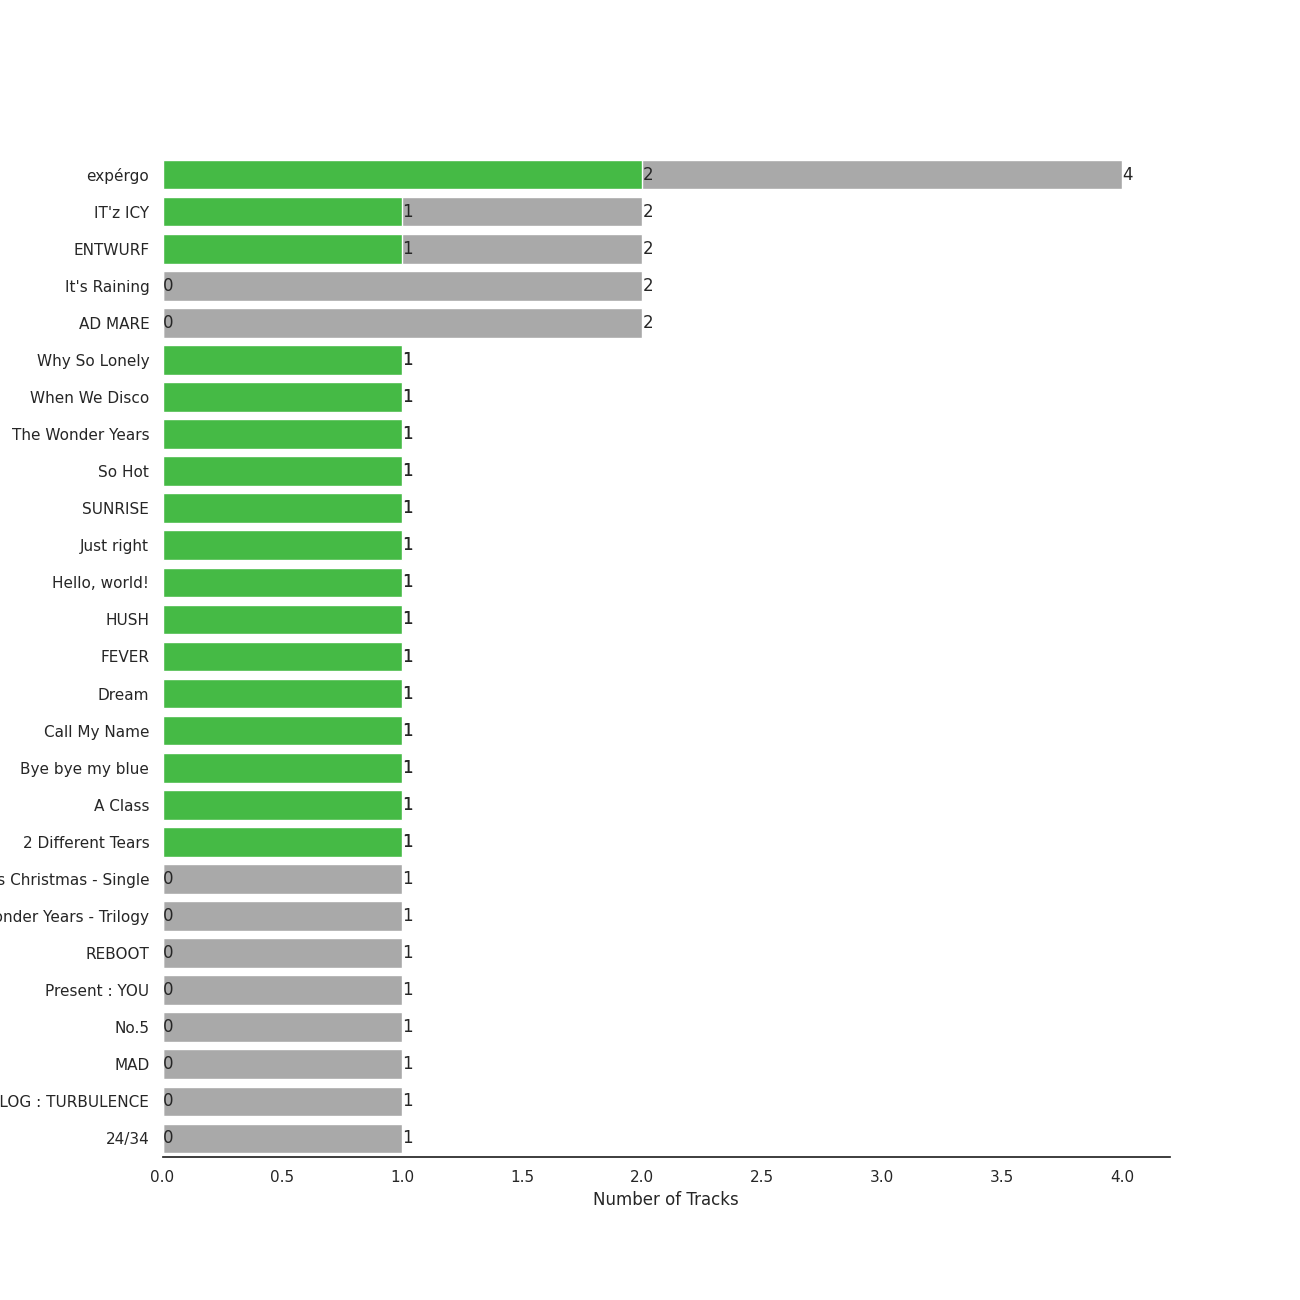 expérgo 2 4
IT'z ICY 1 2
ENTWURF 1 2
It's Raining 0 2
AD MARE 0 2
Why So Lonely 1
When We Disco 1
The Wonder Years 1
So Hot 1
SUNRISE 1
Just right 1
Hello, world! 1
HUSH 1
FEVER 1
Dream 1
Call My Name 1
Bye bye my blue 1
A Class 1
2 Different Tears 1
Christmas - Single 0 1
Years - Trilogy 0 1
REBOOT 0 1
Present : YOU 0 1
No.5 0 1
MAD 0 1
: TURBULENCE 0 1
24/34 0 1
0.0 0.5 1.0 1.5 2.0 2.5 3.0 3.5 4.0
Number of Tracks